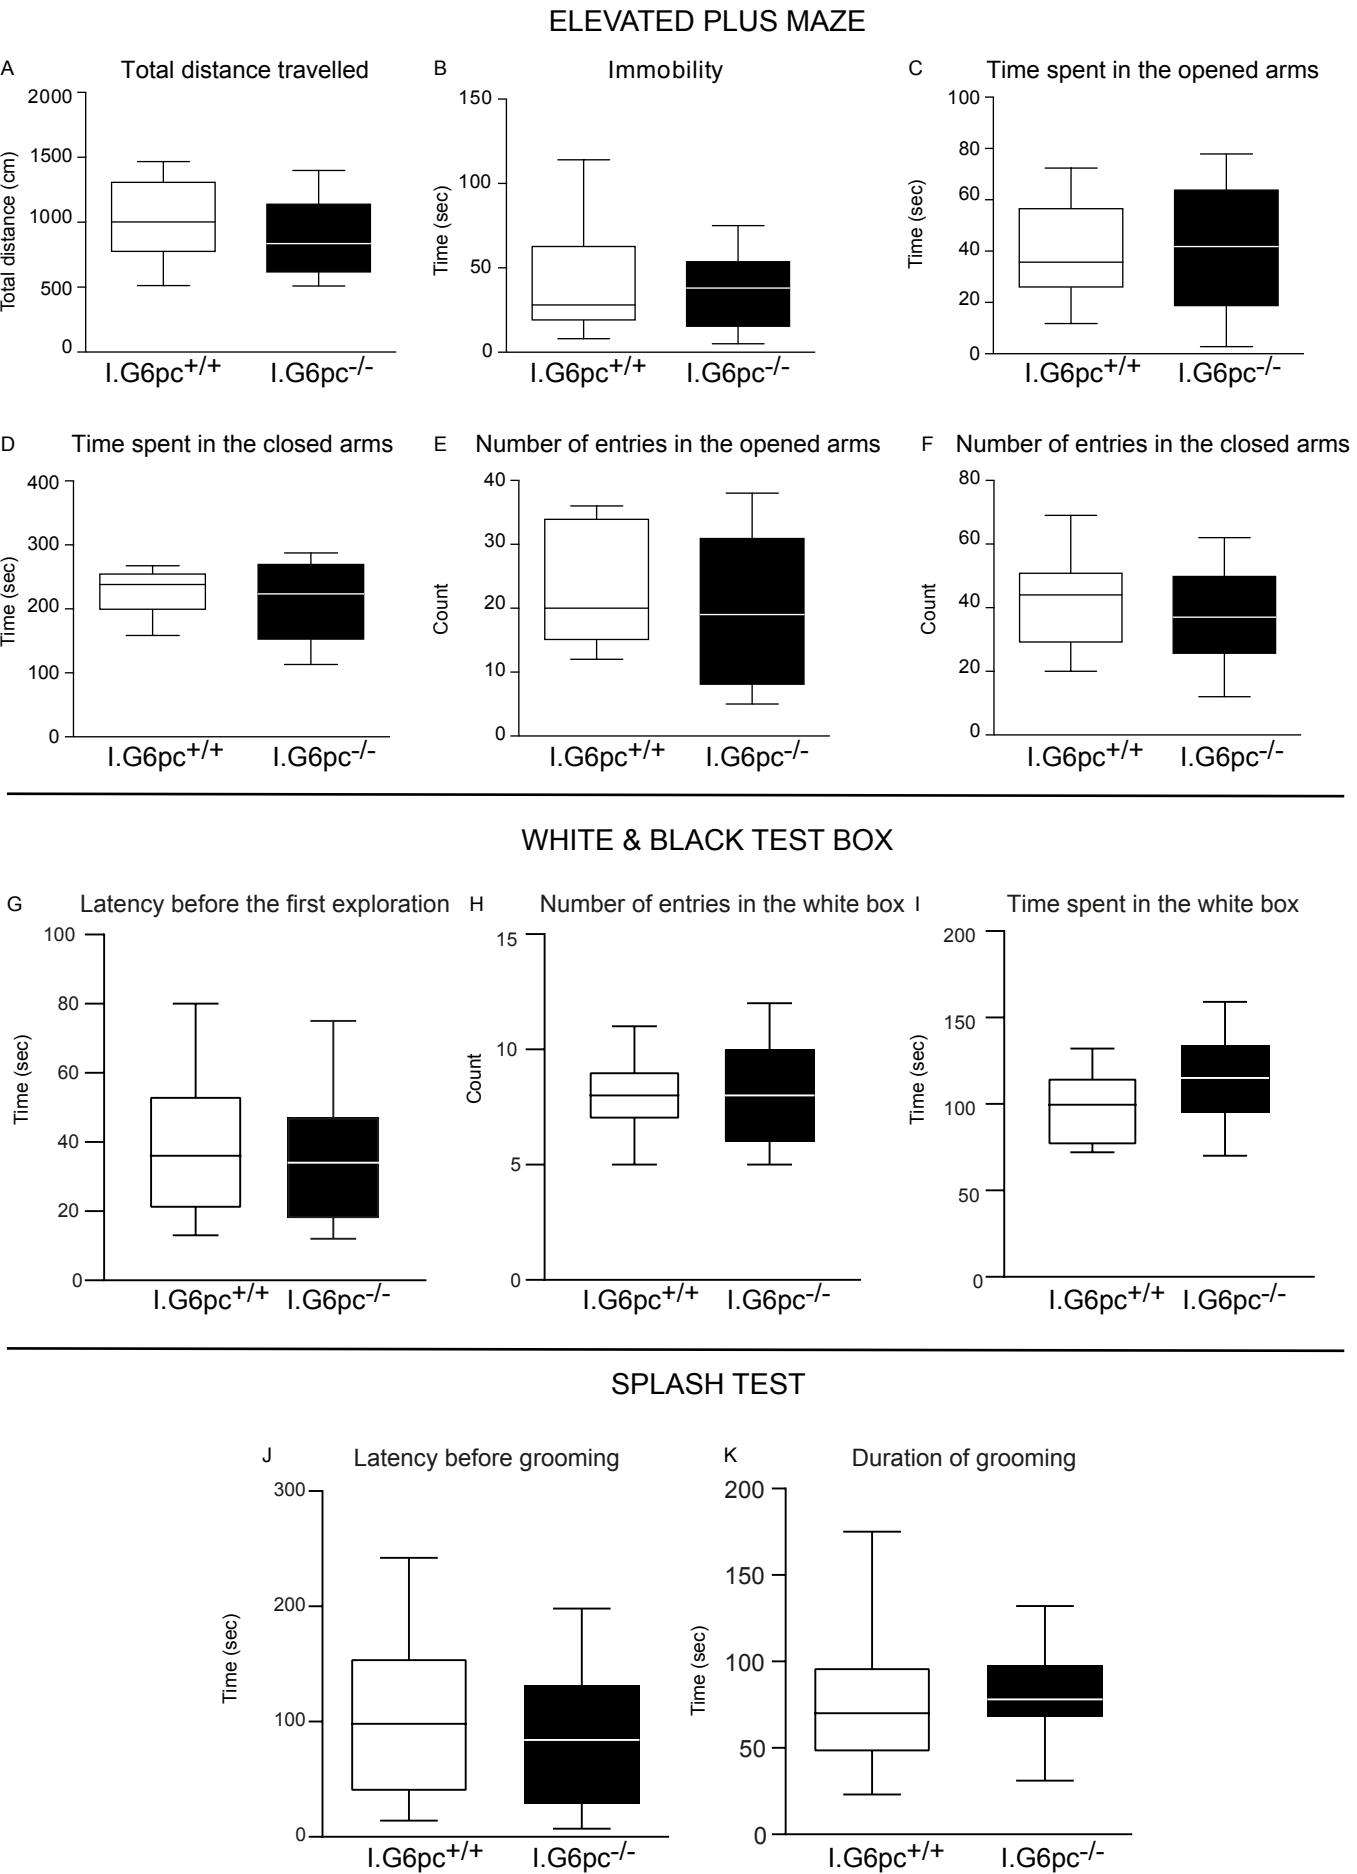 ELEVATED PLUS MAZE
A Total distance travelled B Immobility C Time spent in the opened arms
2000
1500
1000
500
0
Total distance (cm)
I.G6pc+/+ I.G6pc-/-
150
100
50
0
Time (sec)
I.G6pc+/+ I.G6pc-/-
100
80
60
40
20
0
Time (sec)
I.G6pc+/+ I.G6pc-/-
D Time spent in the closed arms E Number of entries in the opened arms F Number of entries in the closed arms
400
300
200
100
0
Time (sec)
I.G6pc+/+ I.G6pc-/-
40
30
20
10
0
Count
I.G6pc+/+ I.G6pc-/-
80
60
40
20
0
Count
I.G6pc+/+ I.G6pc-/-
WHITE & BLACK TEST BOX
G Latency before the first exploration H Number of entries in the white box I Time spent in the white box
100
80
60
40
20
0
Time (sec)
I.G6pc+/+ I.G6pc-/-
15
10
5
0
Count
I.G6pc+/+ I.G6pc-/-
200
150
100
50
0
Time (sec)
I.G6pc+/+ I.G6pc-/-
SPLASH TEST
J Latency before grooming K Duration of grooming
300
200
100
0
Time (sec)
I.G6pc+/+ I.G6pc-/-
200
150
100
50
0
Time (sec)
I.G6pc+/+ I.G6pc-/-